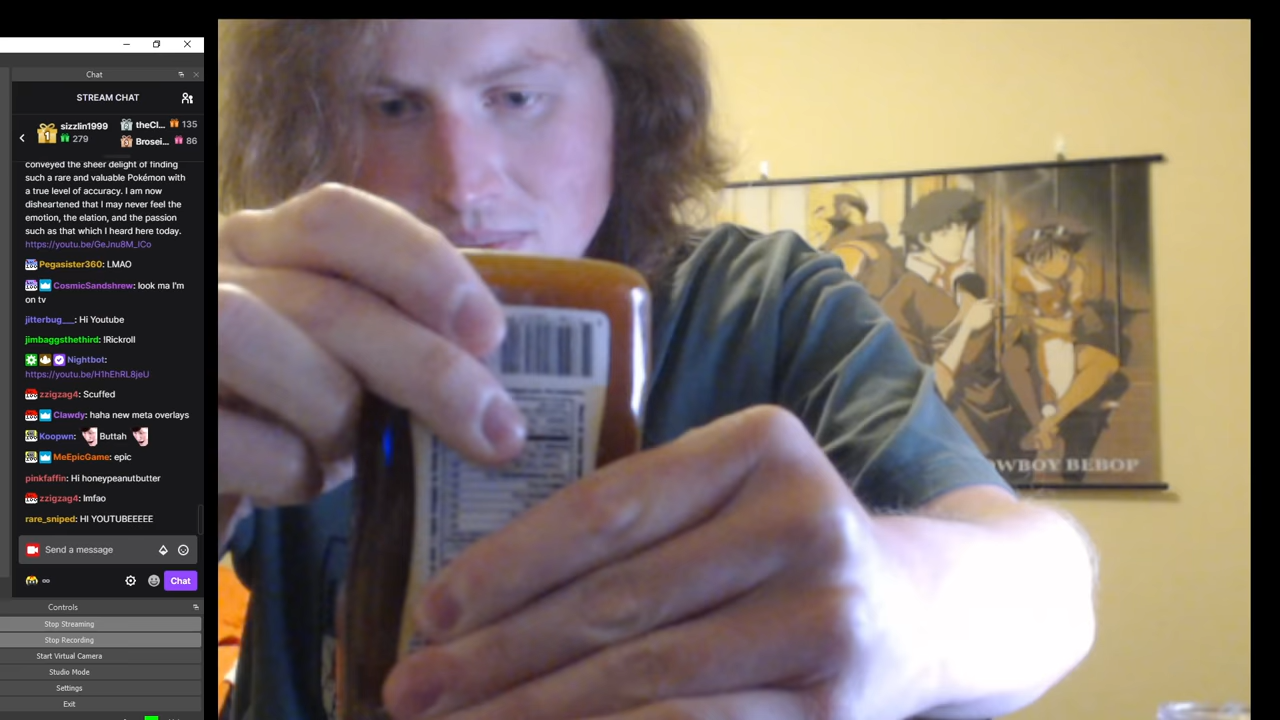 Chat
STREAM CHAT
sizzlin1999
279
theCl...
135
Brosei...
86
conveyed the sheer delight of finding
such a rare and valuable Pokémon with
a true level of accuracy. I am now
disheartened that I may never feel the
emotion, the elation, and the passion
such as that which I heard here today.
https://youtu.be/GeJnu8M_lCo
Pegasister360: LMAO
CosmicSandshrew: look ma I'm
on tv
jitterbug___: Hi Youtube
jimbaggsthethird: !Rickroll
Nightbot:
https://youtu.be/H1hEhRL8jeU
zzigzag4: Scuffed
Clawdy: haha new meta overlays
Koopwn: Buttah
MeEpicGame: epic
pinkfaffin: Hi honeypeanutbutter
zzigzag4: lmfao
rare_sniped: HI YOUTUBEEEEE
Send a message
Chat
Controls
Stop Streaming
Stop Recording
Start Virtual Camera
Studio Mode
Settings
Exit
OWBOY BEBOP